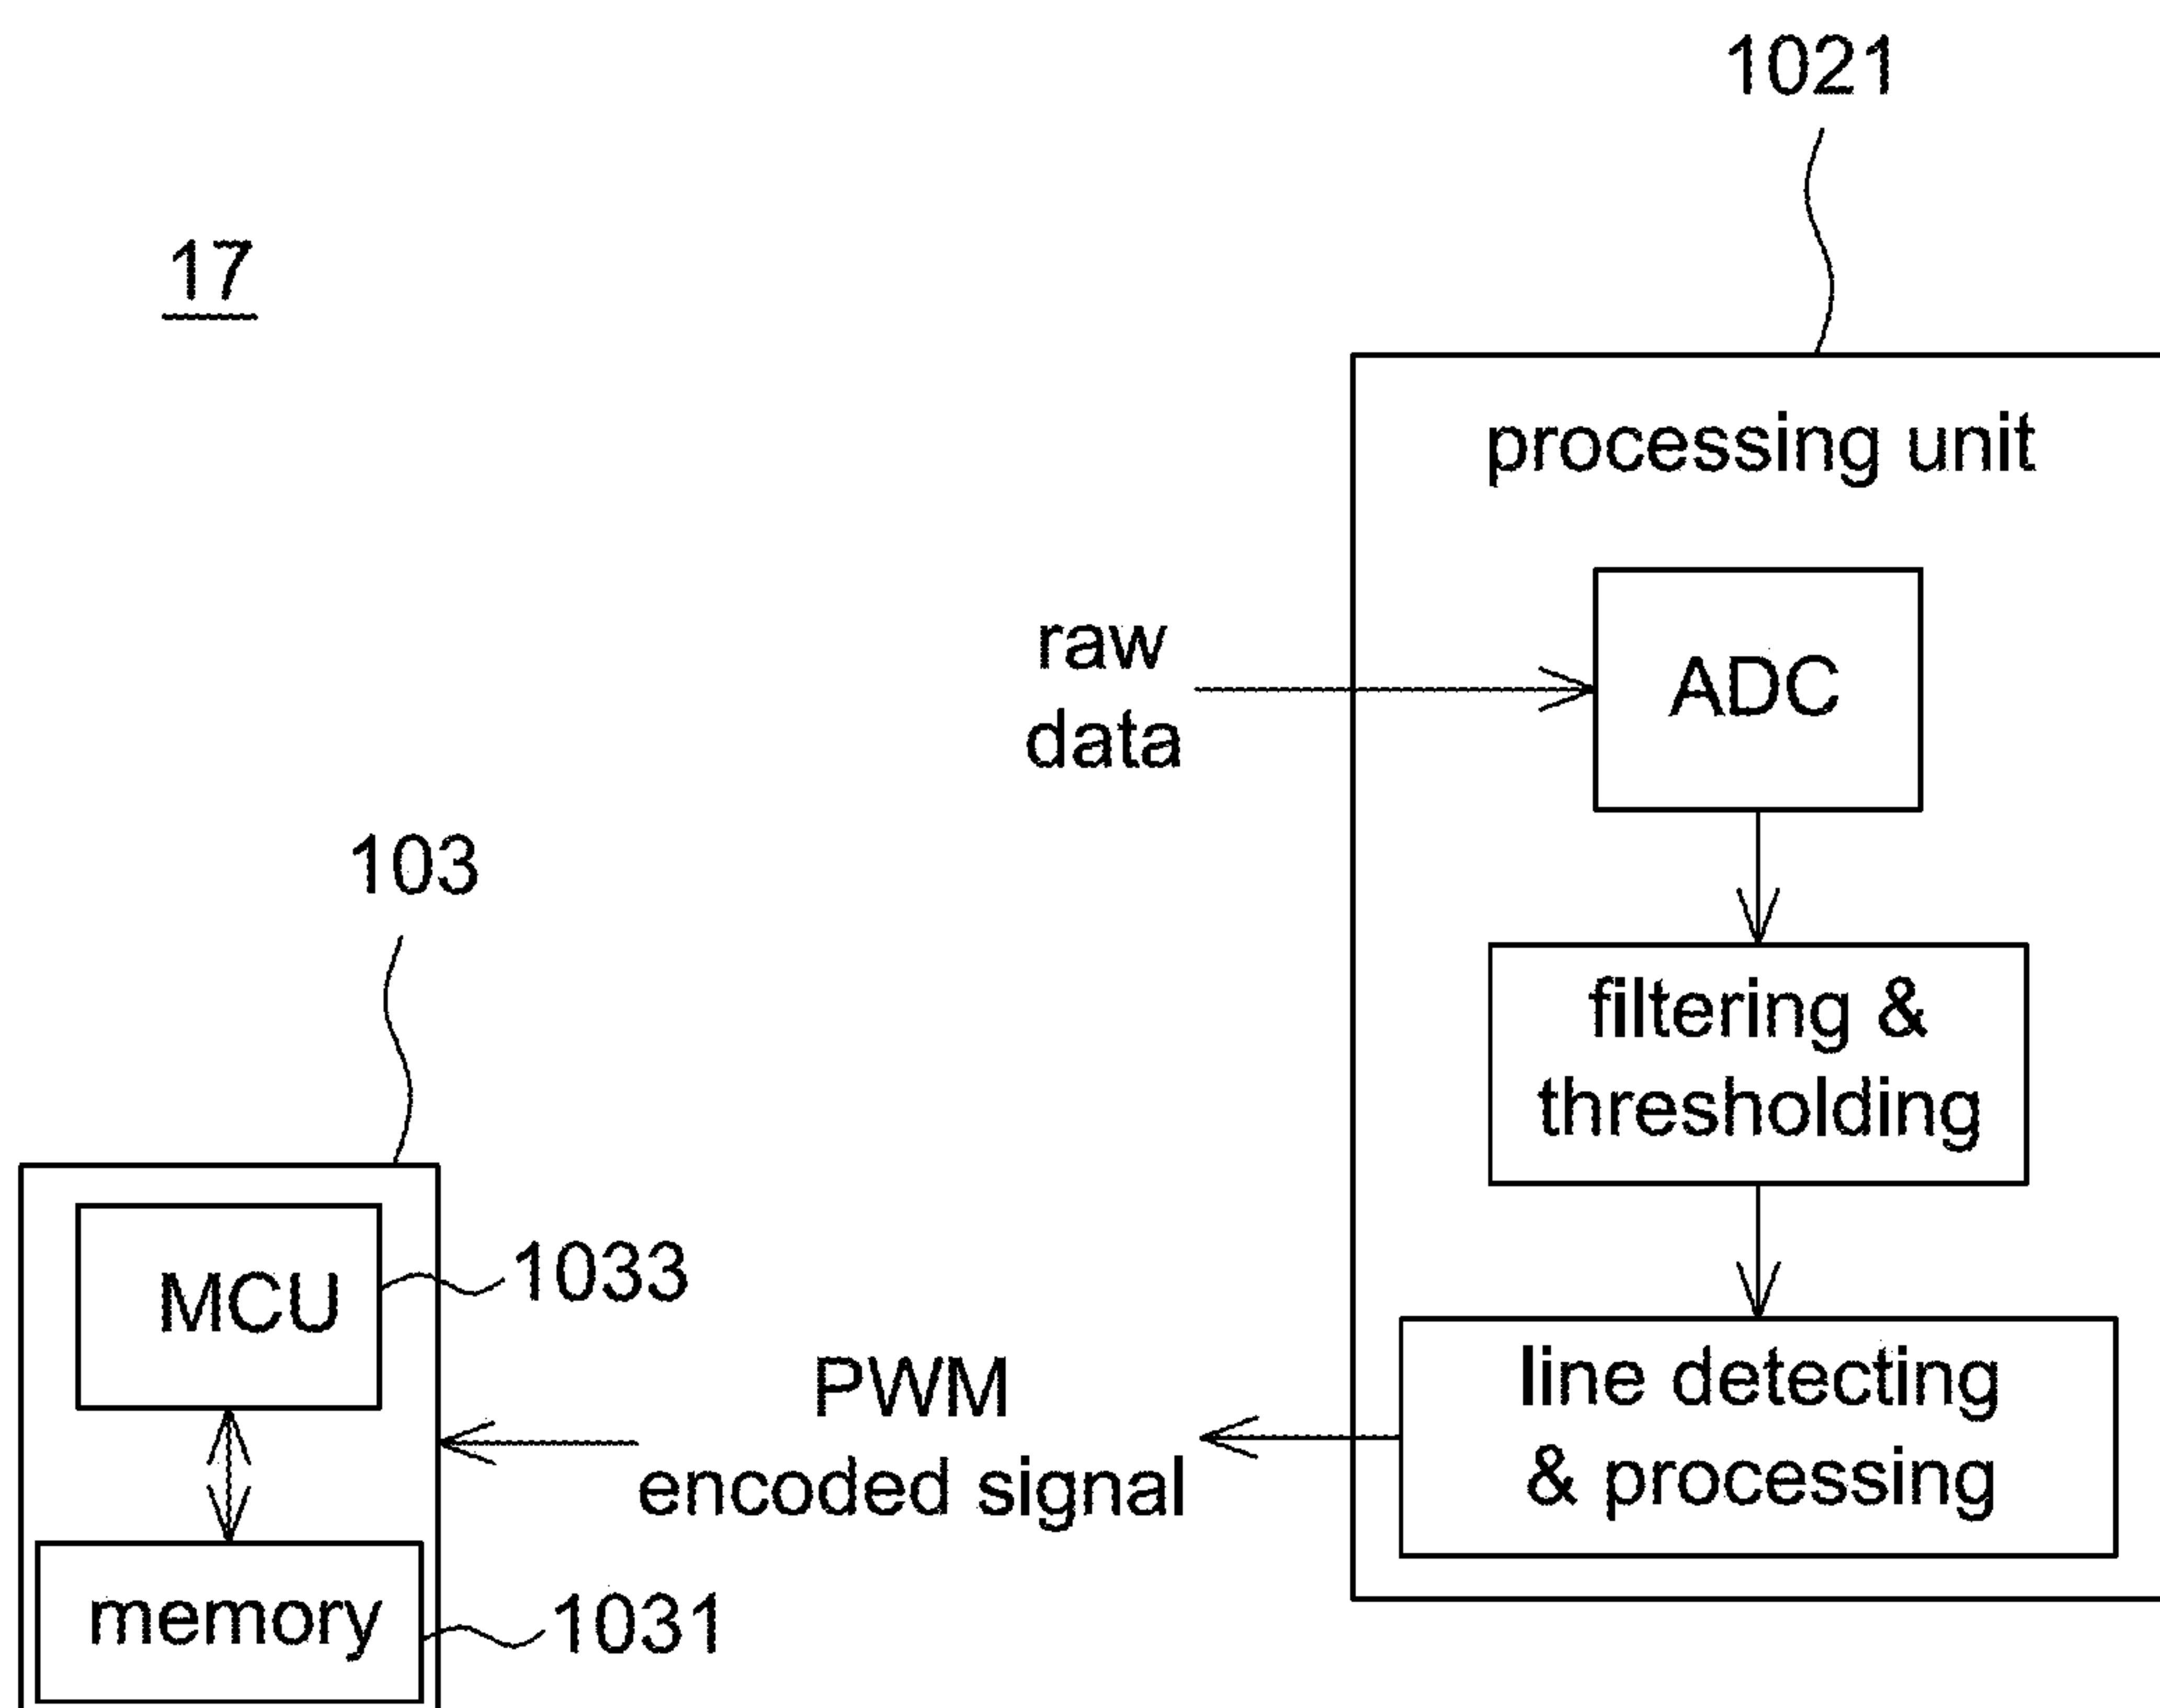 1021
17
processing unit
raw
data
ADC
103
filtering &
thresholding
MCU
1033
PWM
encoded signal
line detecting
& processing
memory
1031